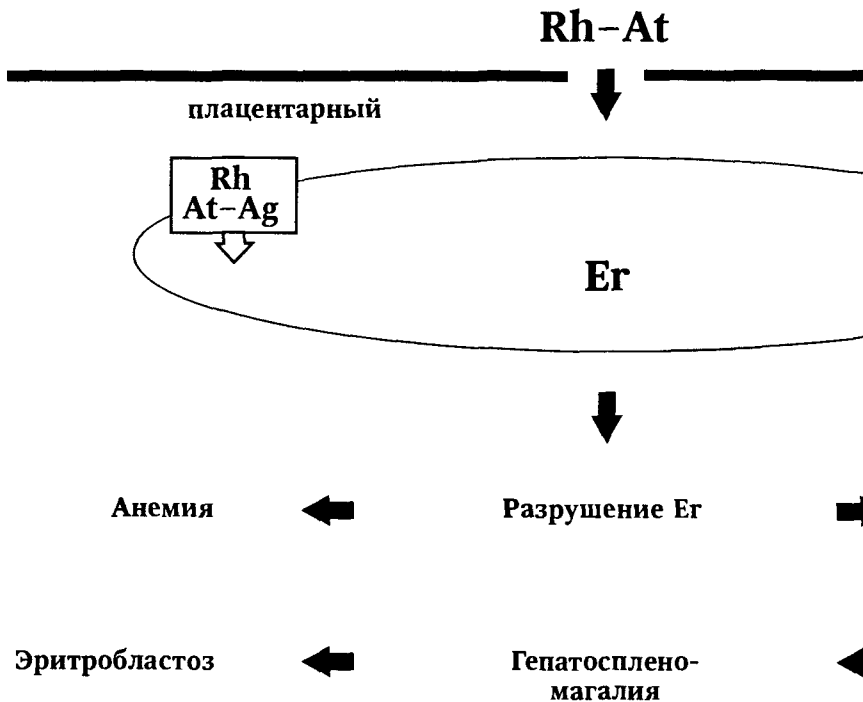 Rh–At
плацентарный
Rh
At–Ag
Er
Анемия
Разрушение Er
Эритробластоз
Гепатосплено-
магалия